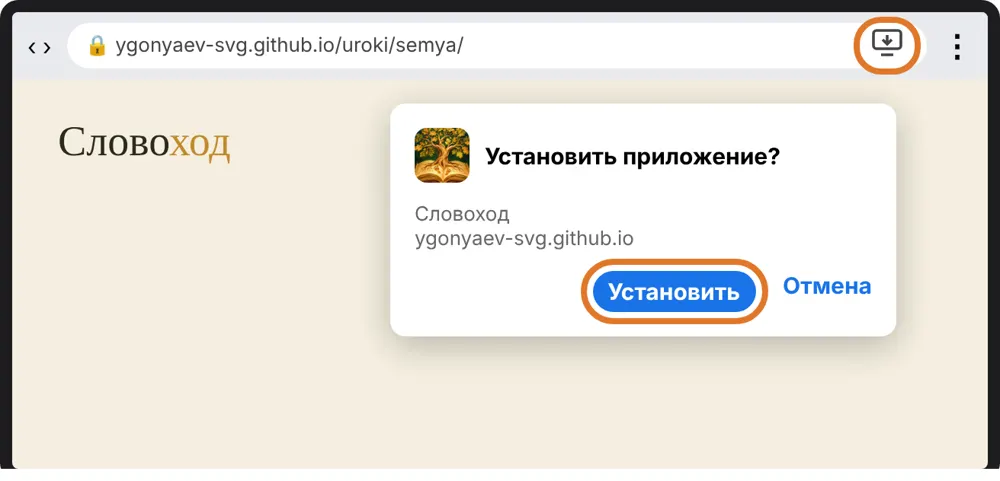 ygonyaev-svg.github.io/uroki/semya/
Словоход
Установить приложение?
Словоход
ygonyaev-svg.github.io
Установить
Отмена